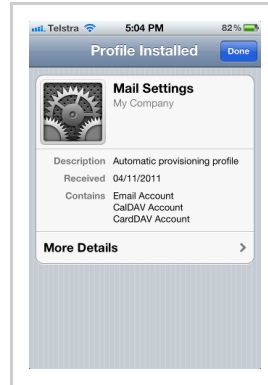 Telstra 5:04 PM 82%
Profile Installed Done
Mail Settings
My Company
Description Automatic provisioning profile
Received 04/11/2011
Contains Email Account
CalDAV Account
CardDAV Account
More Details